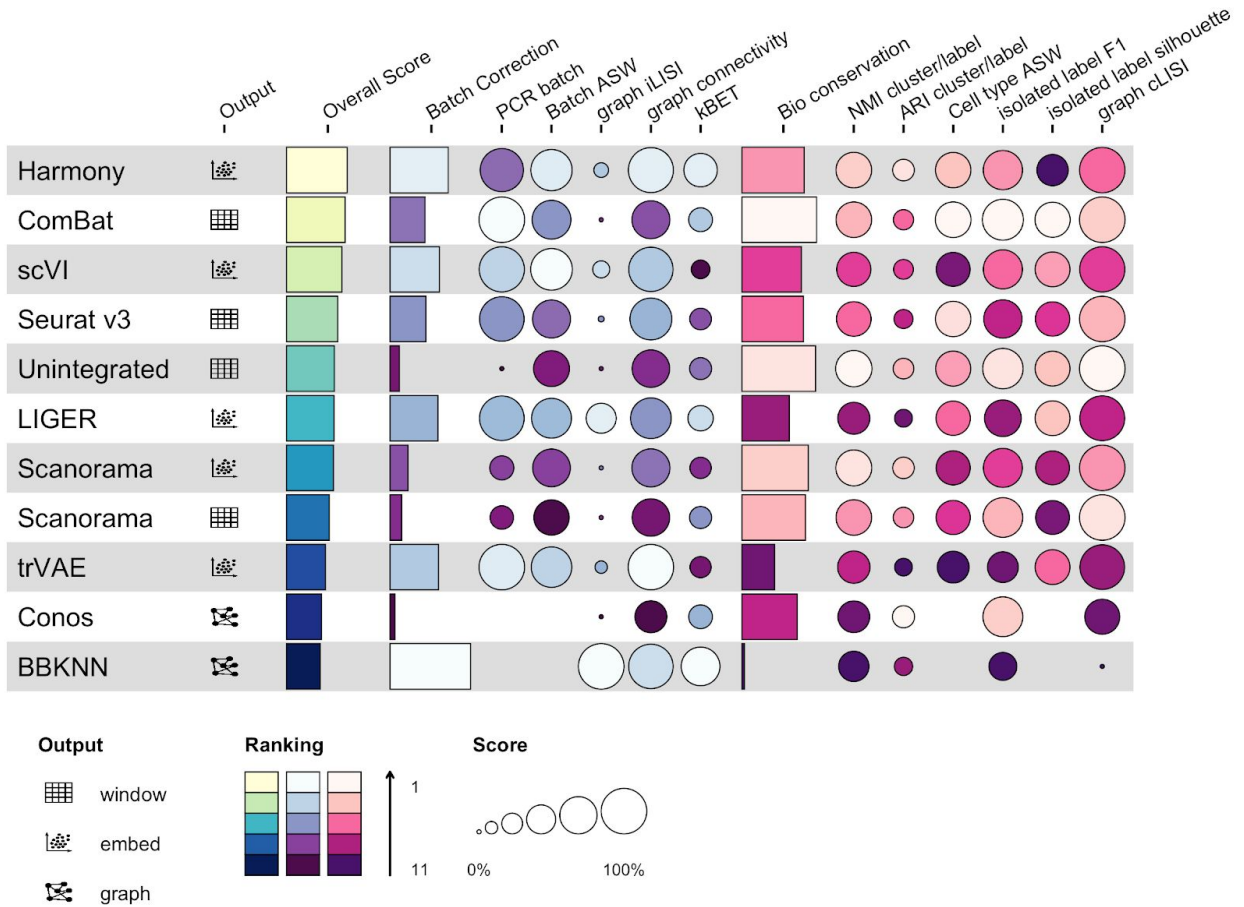 Output
Overall Score
Batch Correction
PCR batch
Batch ASW
graph iLISI
graph connectivity
kBET
Bio conservation
NMI cluster/label
ARI cluster/label
Cell type ASW
isolated label F1
isolated label silhouette
graph cLISI
Harmony
ComBat
scVI
Seurat v3
Unintegrated
LIGER
Scanorama
Scanorama
trVAE
Conos
BBKNN
Output
window
embed
graph
Ranking
1
11
Score
0%
100%